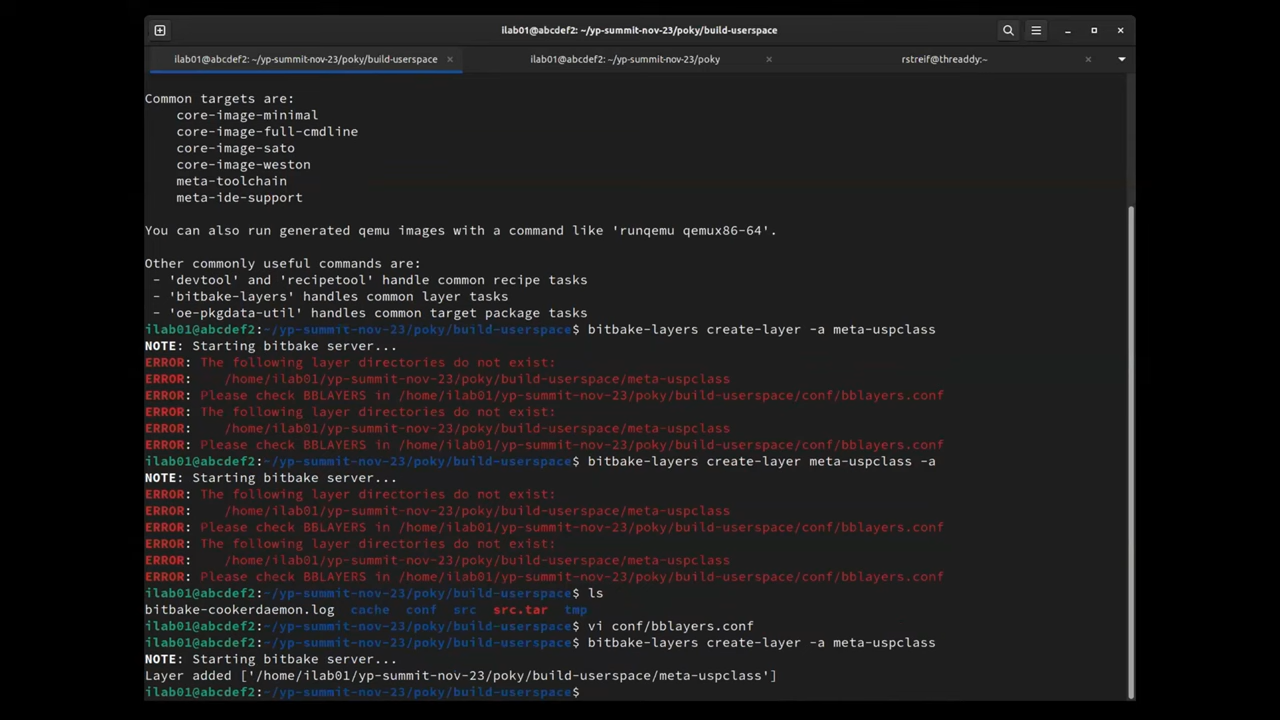 ilab01@abcdef2: ~/yp-summit-nov-23/poky/build-userspace
ilab01@abcdef2: ~/yp-summit-nov-23/poky/build-userspace
ilab01@abcdef2: ~/yp-summit-nov-23/poky
rstreif@threaddy:~
Common targets are:
    core-image-minimal
    core-image-full-cmdline
    core-image-sato
    core-image-weston
    meta-toolchain
    meta-ide-support
You can also run generated qemu images with a command like 'runqemu qemux86-64'.
Other commonly useful commands are:
 - 'devtool' and 'recipetool' handle common recipe tasks
 - 'bitbake-layers' handles common layer tasks
 - 'oe-pkgdata-util' handles common target package tasks
ilab01@abcdef2:~/yp-summit-nov-23/poky/build-userspace$ bitbake-layers create-layer -a meta-uspclass
NOTE: Starting bitbake server...
ERROR: The following layer directories do not exist:
ERROR:    /home/ilab01/yp-summit-nov-23/poky/build-userspace/meta-uspclass
ERROR: Please check BBLAYERS in /home/ilab01/yp-summit-nov-23/poky/build-userspace/conf/bblayers.conf
ERROR: The following layer directories do not exist:
ERROR:    /home/ilab01/yp-summit-nov-23/poky/build-userspace/meta-uspclass
ERROR: Please check BBLAYERS in /home/ilab01/yp-summit-nov-23/poky/build-userspace/conf/bblayers.conf
ilab01@abcdef2:~/yp-summit-nov-23/poky/build-userspace$ bitbake-layers create-layer meta-uspclass -a
NOTE: Starting bitbake server...
ERROR: The following layer directories do not exist:
ERROR:    /home/ilab01/yp-summit-nov-23/poky/build-userspace/meta-uspclass
ERROR: Please check BBLAYERS in /home/ilab01/yp-summit-nov-23/poky/build-userspace/conf/bblayers.conf
ERROR: The following layer directories do not exist:
ERROR:    /home/ilab01/yp-summit-nov-23/poky/build-userspace/meta-uspclass
ERROR: Please check BBLAYERS in /home/ilab01/yp-summit-nov-23/poky/build-userspace/conf/bblayers.conf
ilab01@abcdef2:~/yp-summit-nov-23/poky/build-userspace$ ls
bitbake-cookerdaemon.log  cache  conf  src  src.tar  tmp
ilab01@abcdef2:~/yp-summit-nov-23/poky/build-userspace$ vi conf/bblayers.conf
ilab01@abcdef2:~/yp-summit-nov-23/poky/build-userspace$ bitbake-layers create-layer -a meta-uspclass
NOTE: Starting bitbake server...
Layer added ['/home/ilab01/yp-summit-nov-23/poky/build-userspace/meta-uspclass']
ilab01@abcdef2:~/yp-summit-nov-23/poky/build-userspace$